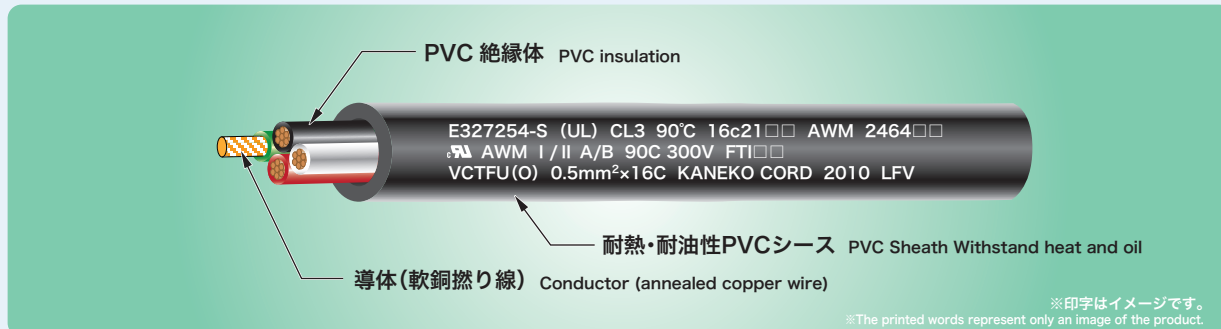 PVC 絶縁体 PVC insulation
E327254-S (UL) CL3 90℃ 16c21□□ AWM 2464□□
c RU AWM I / II A/B 90C 300V FTI□□
VCTFU(O) 0.5mm²×16C KANEKO CORD 2010 LFV
耐熱・耐油性PVCシース PVC Sheath Withstand heat and oil
導体(軟銅撚り線) Conductor (annealed copper wire)
※印字はイメージです。
※The printed words represent only an image of the product.